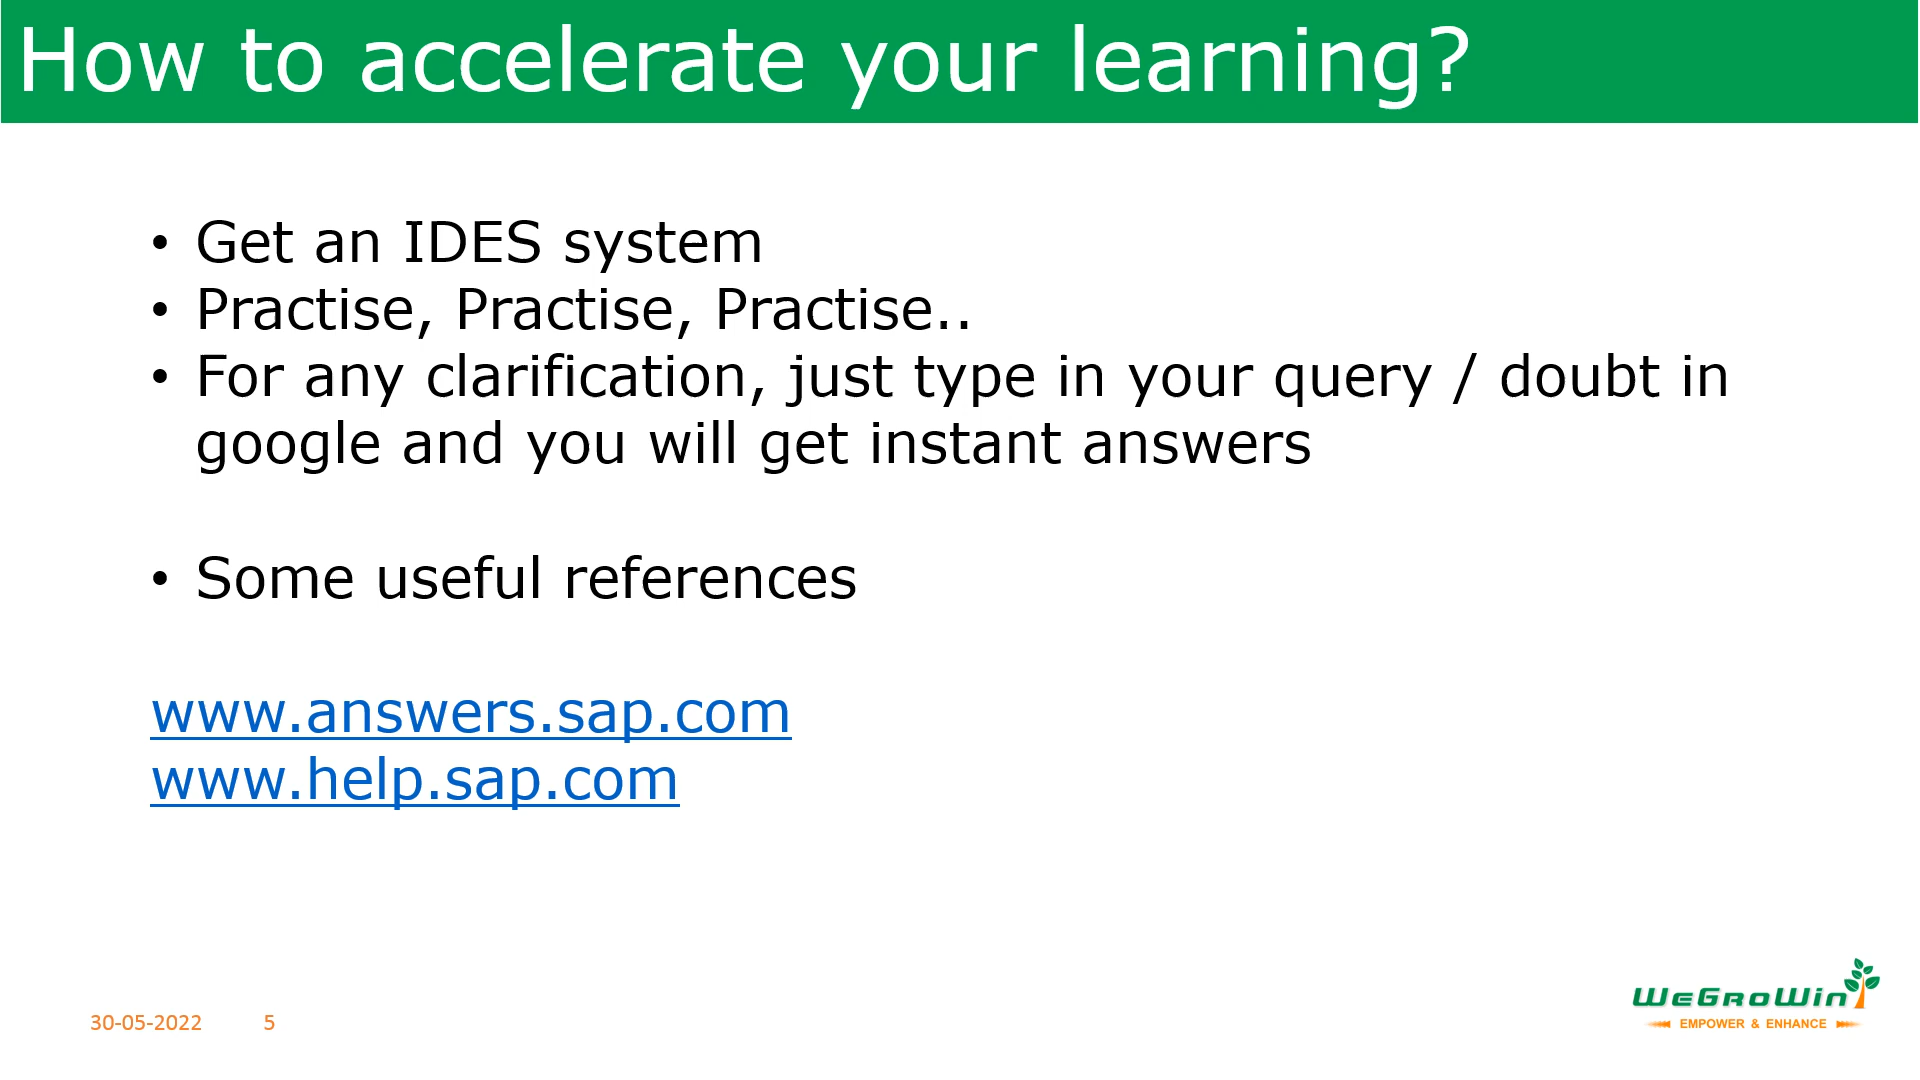 How to accelerate your learning?
• Get an IDES system
• Practise, Practise, Practise..
• For any clarification, just type in your query / doubt in
google and you will get instant answers
• Some useful references
www.answers.sap.com
www.help.sap.com
30-05-2022 5
WeGroWin
EMPOWER & ENHANCE